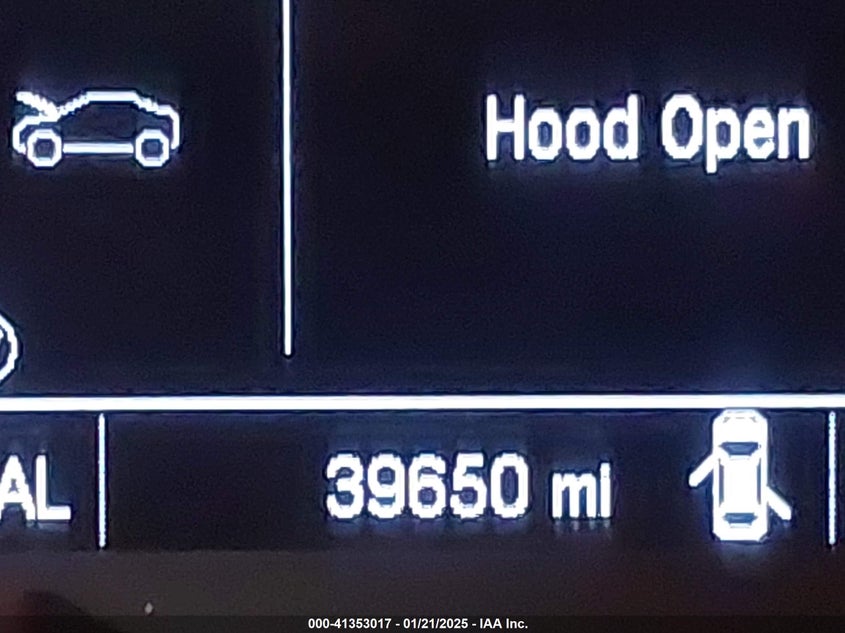 Hood Open
AL
39650 mi
000-41353017 - 01/21/2025 - IAA Inc.